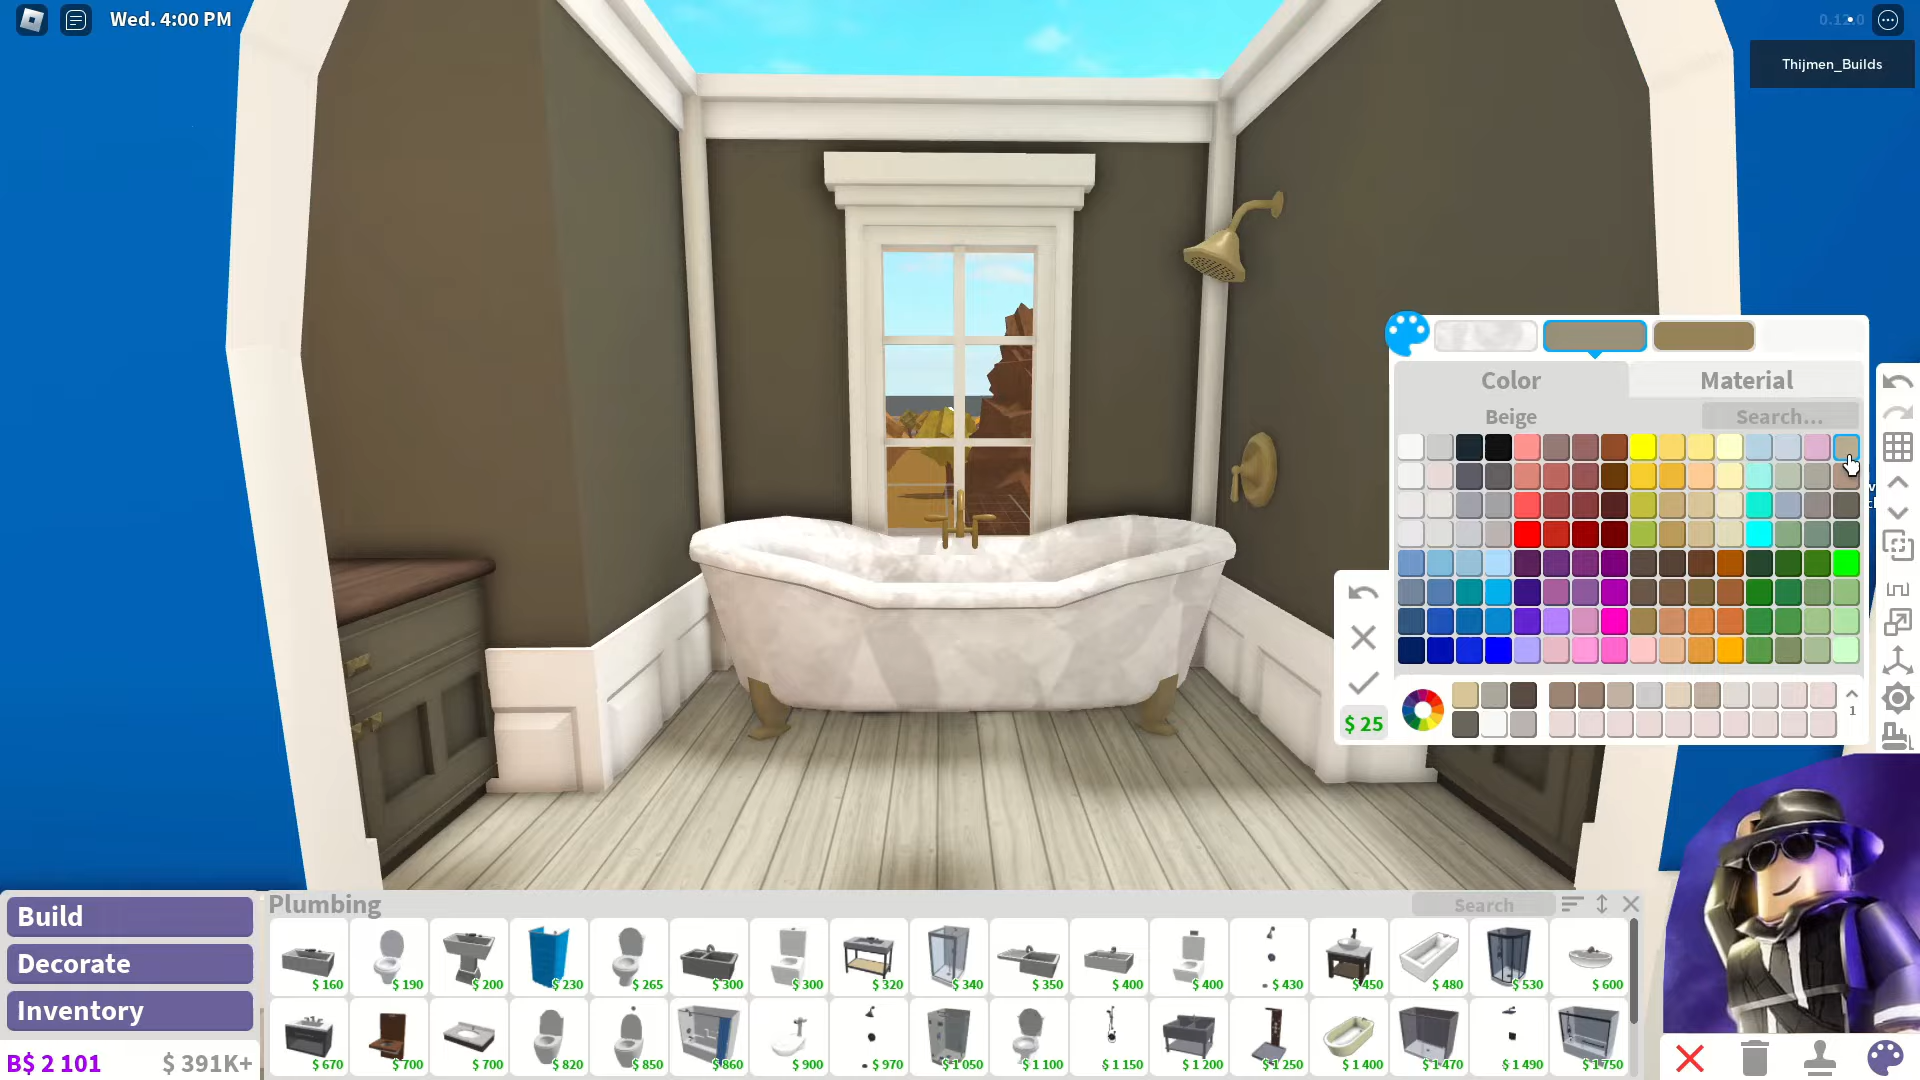 Wed. 4:00 PM
0.12.0
Thijmen_Builds
Color
Material
Beige
Search...
$ 25
1
Build
Decorate
Inventory
B$ 2 101
$ 391K+
Plumbing
Search
$ 160
$ 190
$ 200
$ 230
$ 265
$ 300
$ 300
$ 320
$ 340
$ 350
$ 400
$ 400
$ 430
$ 450
$ 480
$ 530
$ 600
$ 670
$ 700
$ 700
$ 820
$ 850
$ 860
$ 900
$ 970
$ 1 050
$ 1 100
$ 1 150
$ 1 200
$ 1 250
$ 1 400
$ 1 470
$ 1 490
$ 1 750